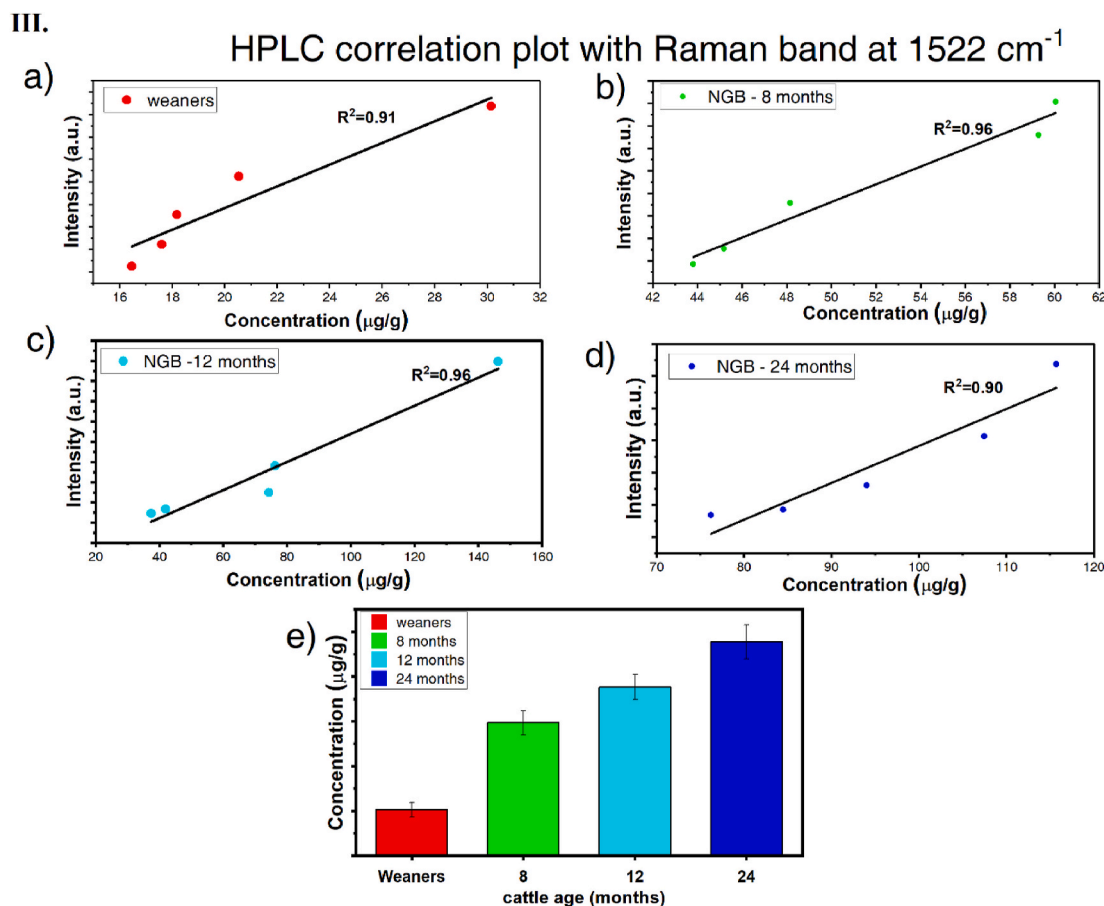 III.
HPLC correlation plot with Raman band at 1522 cm⁻¹
a)
weaners
R²=0.91
Intensity (a.u.)
16 18 20 22 24 26 28 30 32
Concentration (µg/g)
b)
NGB - 8 months
R²=0.96
Intensity (a.u.)
42 44 46 48 50 52 54 56 58 60 62
Concentration (µg/g)
c)
NGB -12 months
R²=0.96
Intensity (a.u.)
20 40 60 80 100 120 140 160
Concentration (µg/g)
d)
NGB - 24 months
R²=0.90
Intensity (a.u.)
70 80 90 100 110 120
Concentration (µg/g)
e)
weaners
8 months
12 months
24 months
Concentration (µg/g)
Weaners 8 12 24
cattle age (months)